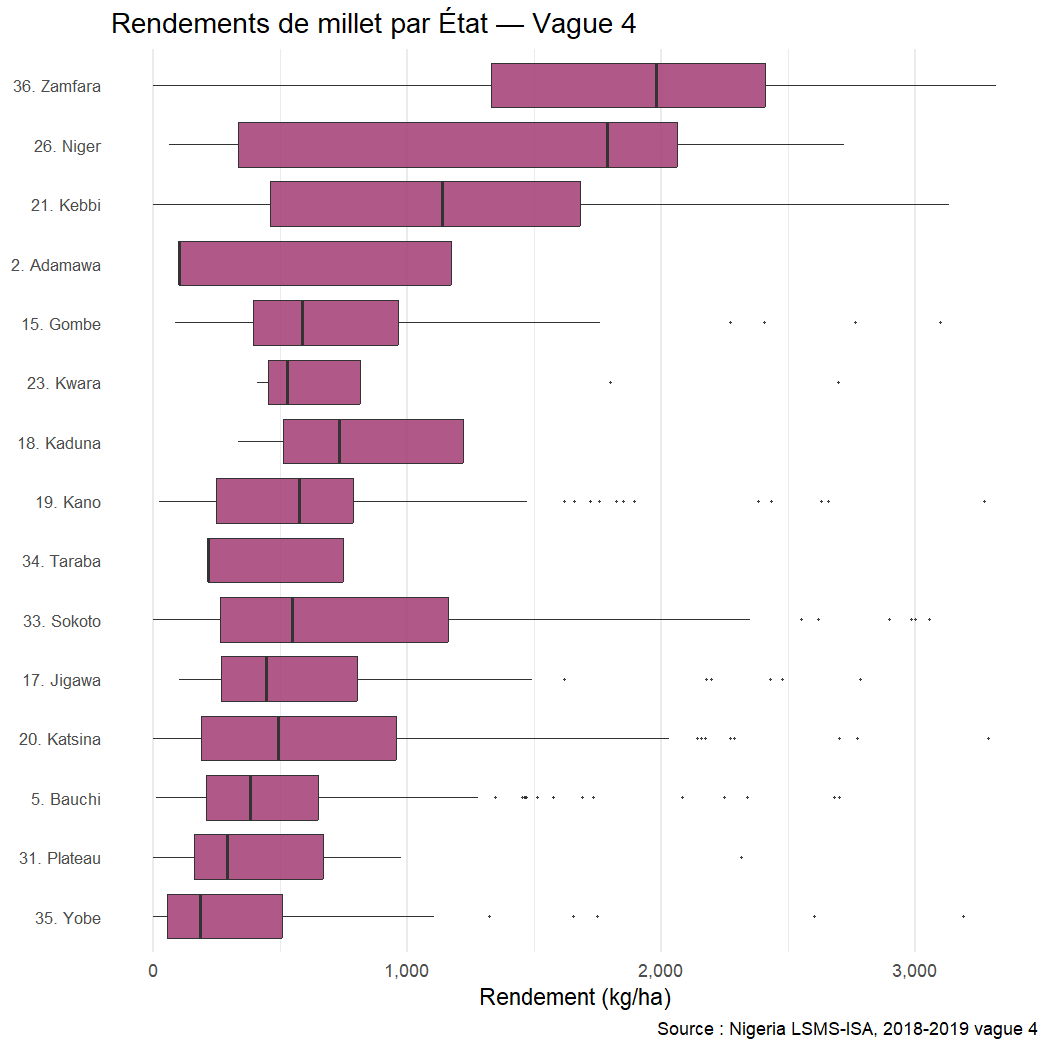 Rendements de millet par État — Vague 4
36. Zamfara
26. Niger
21. Kebbi
2. Adamawa
15. Gombe
23. Kwara
18. Kaduna
19. Kano
34. Taraba
33. Sokoto
17. Jigawa
20. Katsina
5. Bauchi
31. Plateau
35. Yobe
0 1,000 2,000 3,000
Rendement (kg/ha)
Source : Nigeria LSMS-ISA, 2018-2019 vague 4